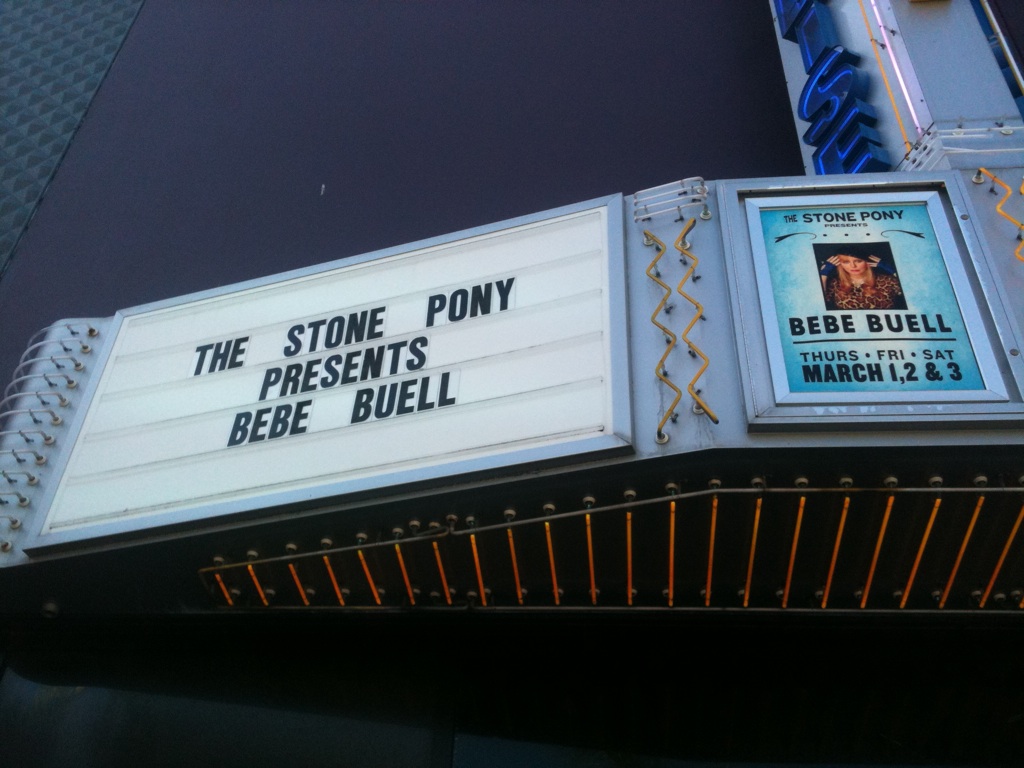 THE STONE PONY
PRESENTS
BEBE BUELL
THE STONE PONY
PRESENTS
BEBE BUELL
THURS • FRI • SAT
MARCH 1, 2 & 3